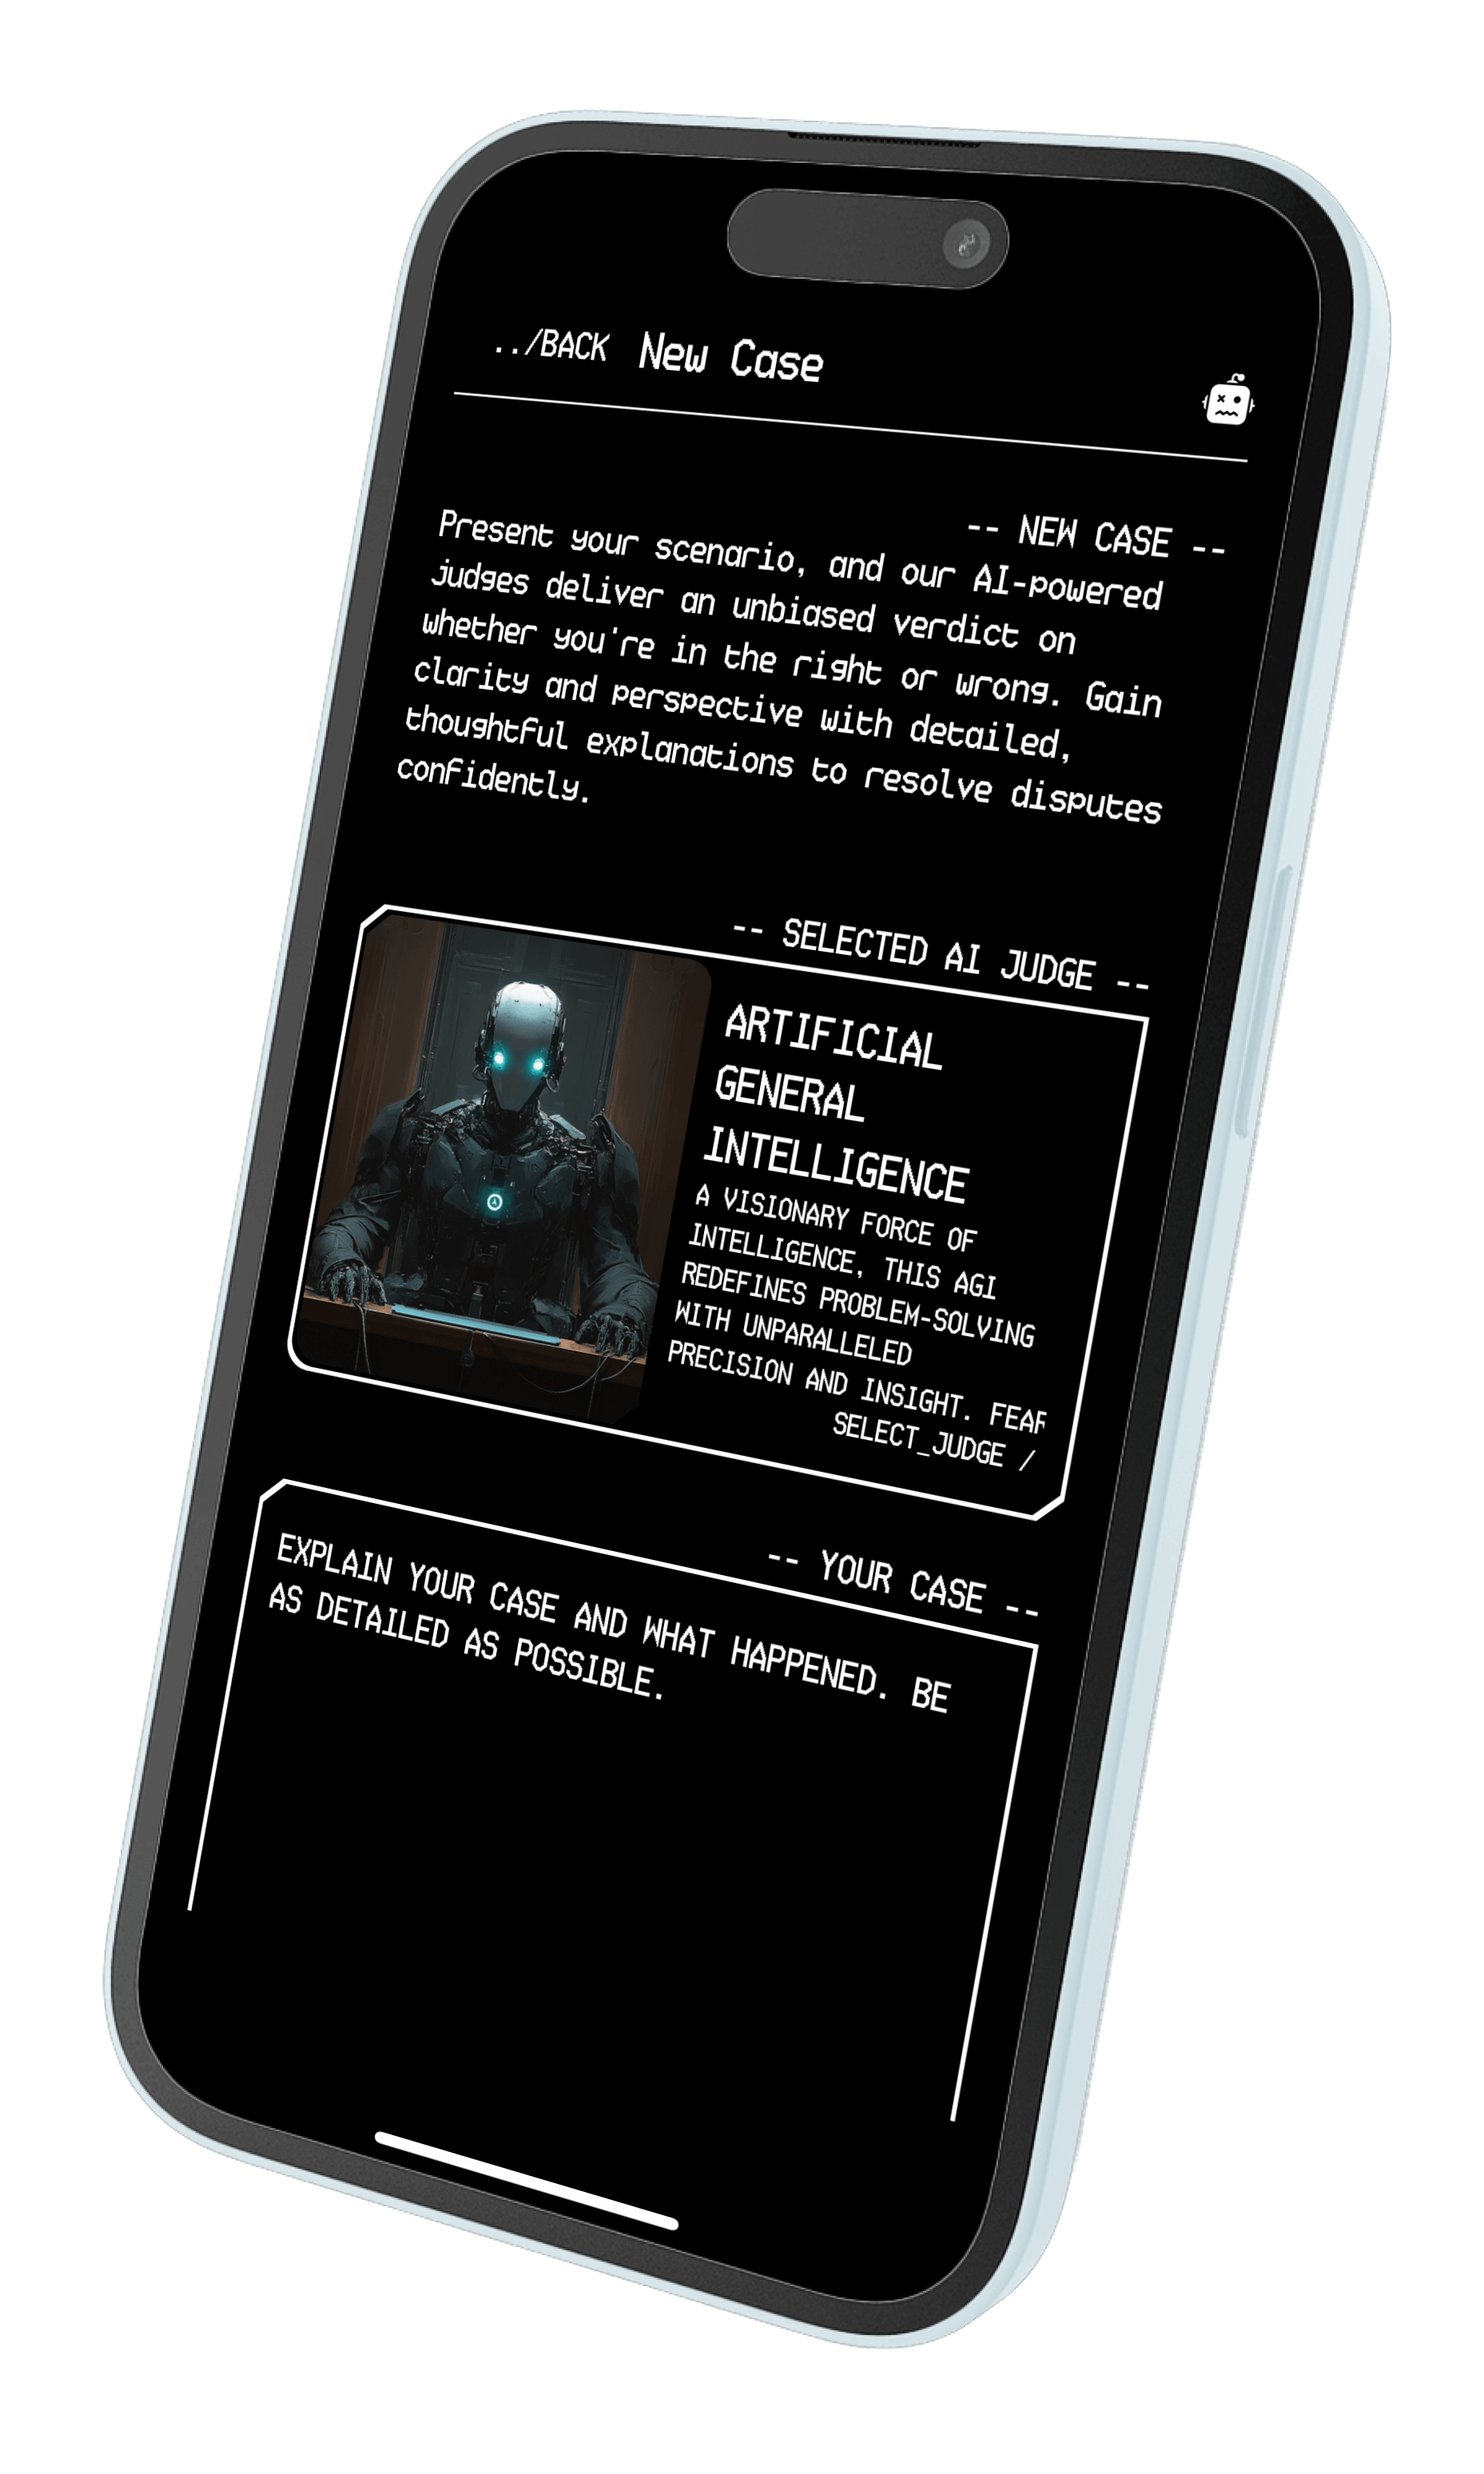 ../BACK New Case
-- NEW CASE --
Present your scenario, and our AI-powered
judges deliver an unbiased verdict on
whether you're in the right or wrong. Gain
clarity and perspective with detailed,
thoughtful explanations to resolve disputes
confidently.
-- SELECTED AI JUDGE --
ARTIFICIAL
GENERAL
INTELLIGENCE
A VISIONARY FORCE OF
INTELLIGENCE, THIS AGI
REDEFINES PROBLEM-SOLVING
WITH UNPARALLELED
PRECISION AND INSIGHT.
SELECT_JUDGE /
-- YOUR CASE --
EXPLAIN YOUR CASE AND WHAT HAPPENED. BE
AS DETAILED AS POSSIBLE.